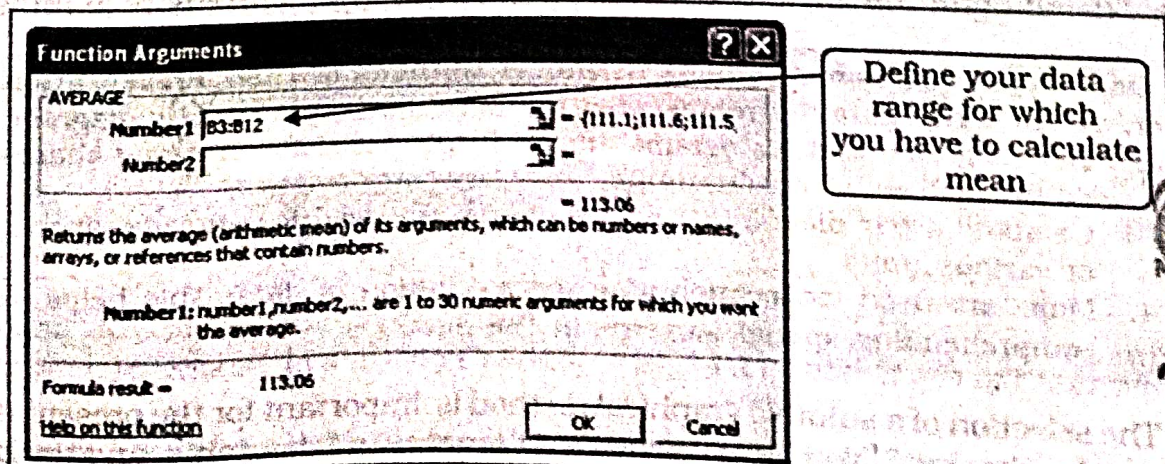 Function Arguments
AVERAGE
Number1 B3:B12 = {111.1;111.6;111.5
Number2 =
= 113.06
Returns the average (arithmetic mean) of its arguments, which can be numbers or names,
arrays, or references that contain numbers.
Number1: number1,number2,... are 1 to 30 numeric arguments for which you want
the average.
Formula result = 113.06
Help on this function
OK Cancel
Define your data
range for which
you have to calculate
mean